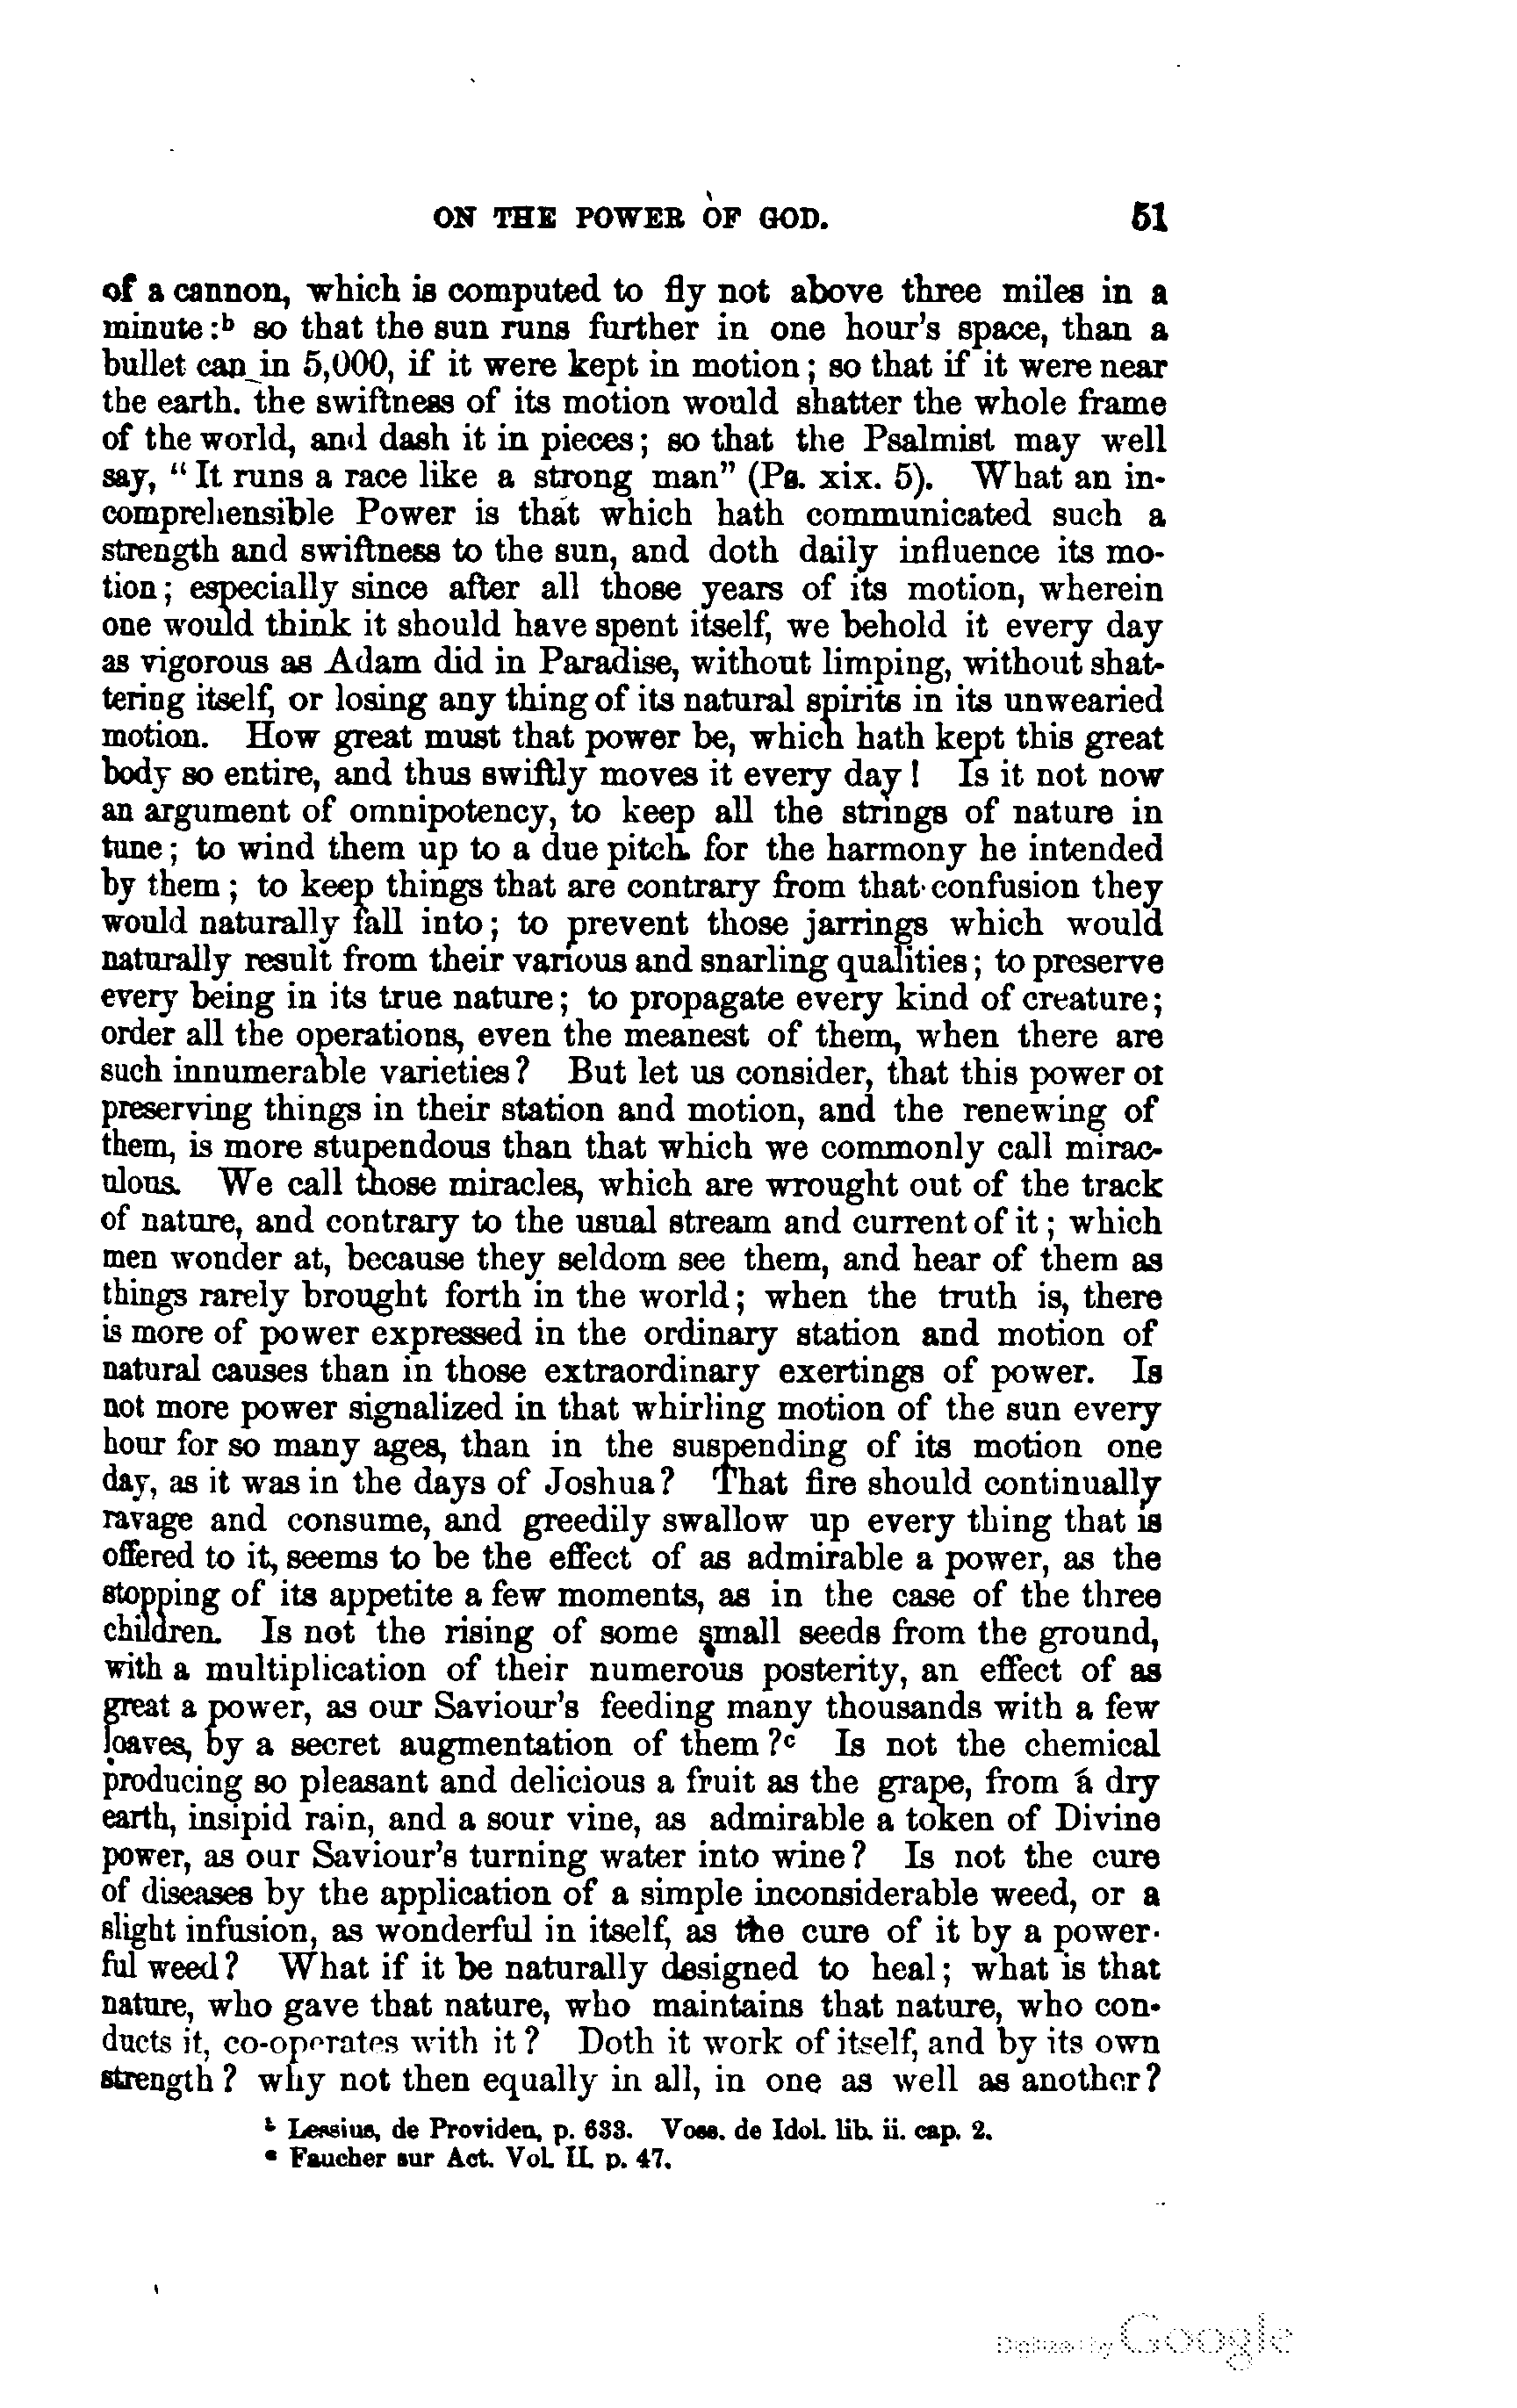 ON THE POWER OF GOD. 51
of a cannon, which is computed to fly not above three miles in a
minute:ᵇ so that the sun runs further in one hour's space, than a
bullet can in 5,000, if it were kept in motion; so that if it were near
the earth. the swiftness of its motion would shatter the whole frame
of the world, and dash it in pieces; so that the Psalmist may well
say, "It runs a race like a strong man" (Ps. xix. 5). What an in-
comprehensible Power is that which hath communicated such a
strength and swiftness to the sun, and doth daily influence its mo-
tion; especially since after all those years of its motion, wherein
one would think it should have spent itself, we behold it every day
as vigorous as Adam did in Paradise, without limping, without shat-
tering itself, or losing any thing of its natural spirits in its unwearied
motion. How great must that power be, which hath kept this great
body so entire, and thus swiftly moves it every day! Is it not now
an argument of omnipotency, to keep all the strings of nature in
tune; to wind them up to a due pitch. for the harmony he intended
by them; to keep things that are contrary from that confusion they
would naturally fall into; to prevent those jarrings which would
naturally result from their various and snarling qualities; to preserve
every being in its true nature; to propagate every kind of creature;
order all the operations, even the meanest of them, when there are
such innumerable varieties? But let us consider, that this power of
preserving things in their station and motion, and the renewing of
them, is more stupendous than that which we commonly call mirac-
ulous. We call those miracles, which are wrought out of the track
of nature, and contrary to the usual stream and current of it; which
men wonder at, because they seldom see them, and hear of them as
things rarely brought forth in the world; when the truth is, there
is more of power expressed in the ordinary station and motion of
natural causes than in those extraordinary exertings of power. Is
not more power signalized in that whirling motion of the sun every
hour for so many ages, than in the suspending of its motion one
day, as it was in the days of Joshua? That fire should continually
ravage and consume, and greedily swallow up every thing that is
offered to it, seems to be the effect of as admirable a power, as the
stopping of its appetite a few moments, as in the case of the three
children. Is not the rising of some small seeds from the ground,
with a multiplication of their numerous posterity, an effect of as
great a power, as our Saviour's feeding many thousands with a few
loaves, by a secret augmentation of them?ᶜ Is not the chemical
producing so pleasant and delicious a fruit as the grape, from a dry
earth, insipid rain, and a sour vine, as admirable a token of Divine
power, as our Saviour's turning water into wine? Is not the cure
of diseases by the application of a simple inconsiderable weed, or a
slight infusion, as wonderful in itself, as the cure of it by a power-
ful weed? What if it be naturally designed to heal; what is that
nature, who gave that nature, who maintains that nature, who con-
ducts it, co-operates with it? Doth it work of itself, and by its own
strength? why not then equally in all, in one as well as another?
ᵇ Lessius, de Providen, p. 633. Voss. de Idol. lib. ii. cap. 2.
ᶜ Faucher sur Act. Vol. II. p. 47.
Digitized by Google